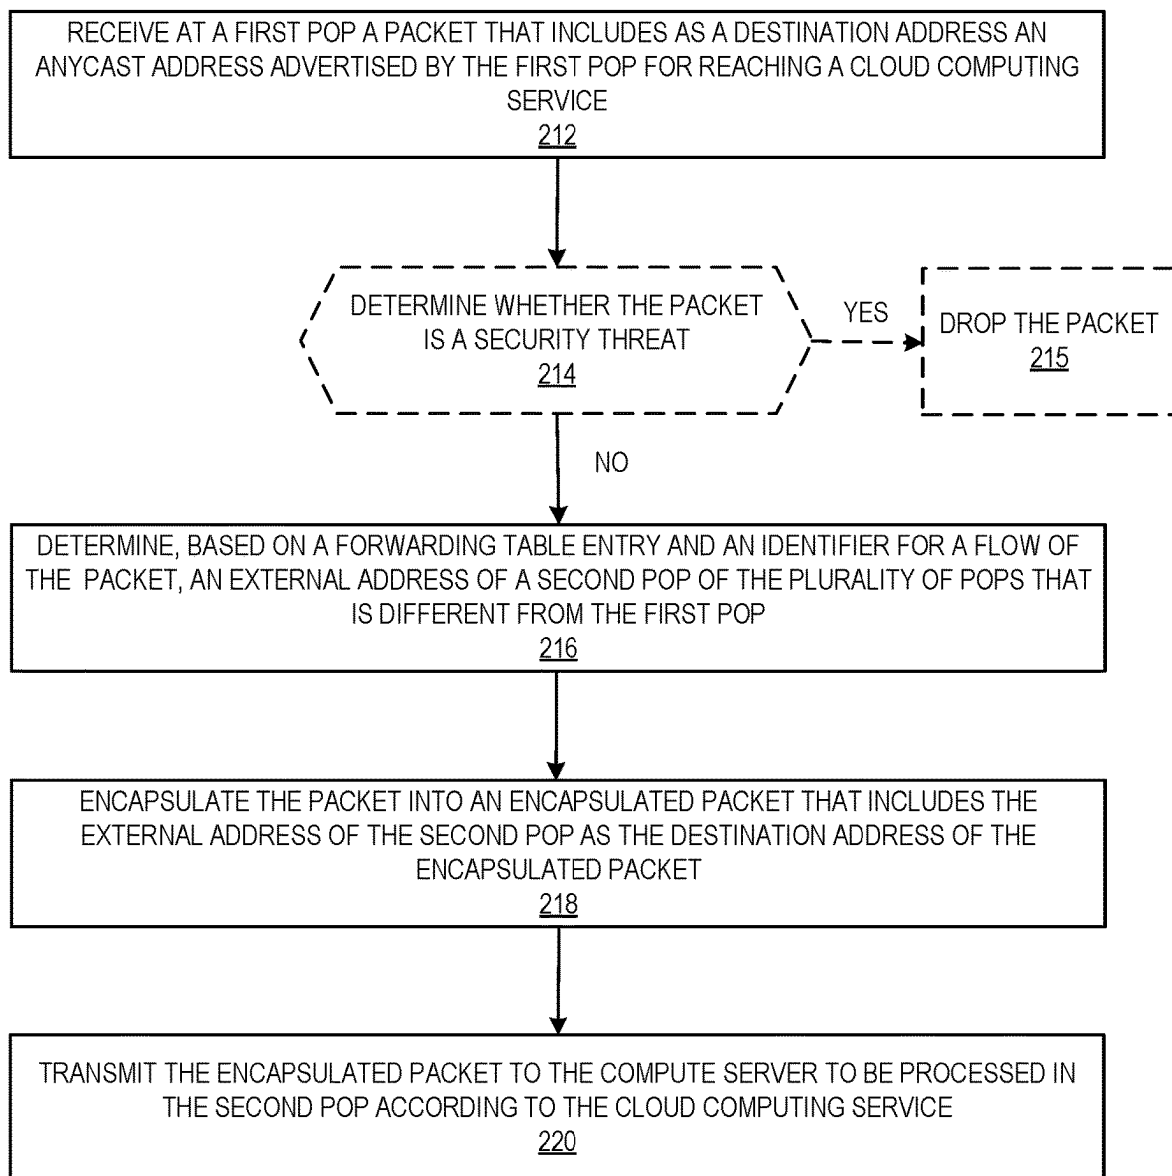 RECEIVE AT A FIRST POP A PACKET THAT INCLUDES AS A DESTINATION ADDRESS AN
ANYCAST ADDRESS ADVERTISED BY THE FIRST POP FOR REACHING A CLOUD COMPUTING
SERVICE
212
DETERMINE WHETHER THE PACKET
IS A SECURITY THREAT
214
YES
DROP THE PACKET
215
NO
DETERMINE, BASED ON A FORWARDING TABLE ENTRY AND AN IDENTIFIER FOR A FLOW OF
THE PACKET, AN EXTERNAL ADDRESS OF A SECOND POP OF THE PLURALITY OF POPS THAT
IS DIFFERENT FROM THE FIRST POP
216
ENCAPSULATE THE PACKET INTO AN ENCAPSULATED PACKET THAT INCLUDES THE
EXTERNAL ADDRESS OF THE SECOND POP AS THE DESTINATION ADDRESS OF THE
ENCAPSULATED PACKET
218
TRANSMIT THE ENCAPSULATED PACKET TO THE COMPUTE SERVER TO BE PROCESSED IN
THE SECOND POP ACCORDING TO THE CLOUD COMPUTING SERVICE
220